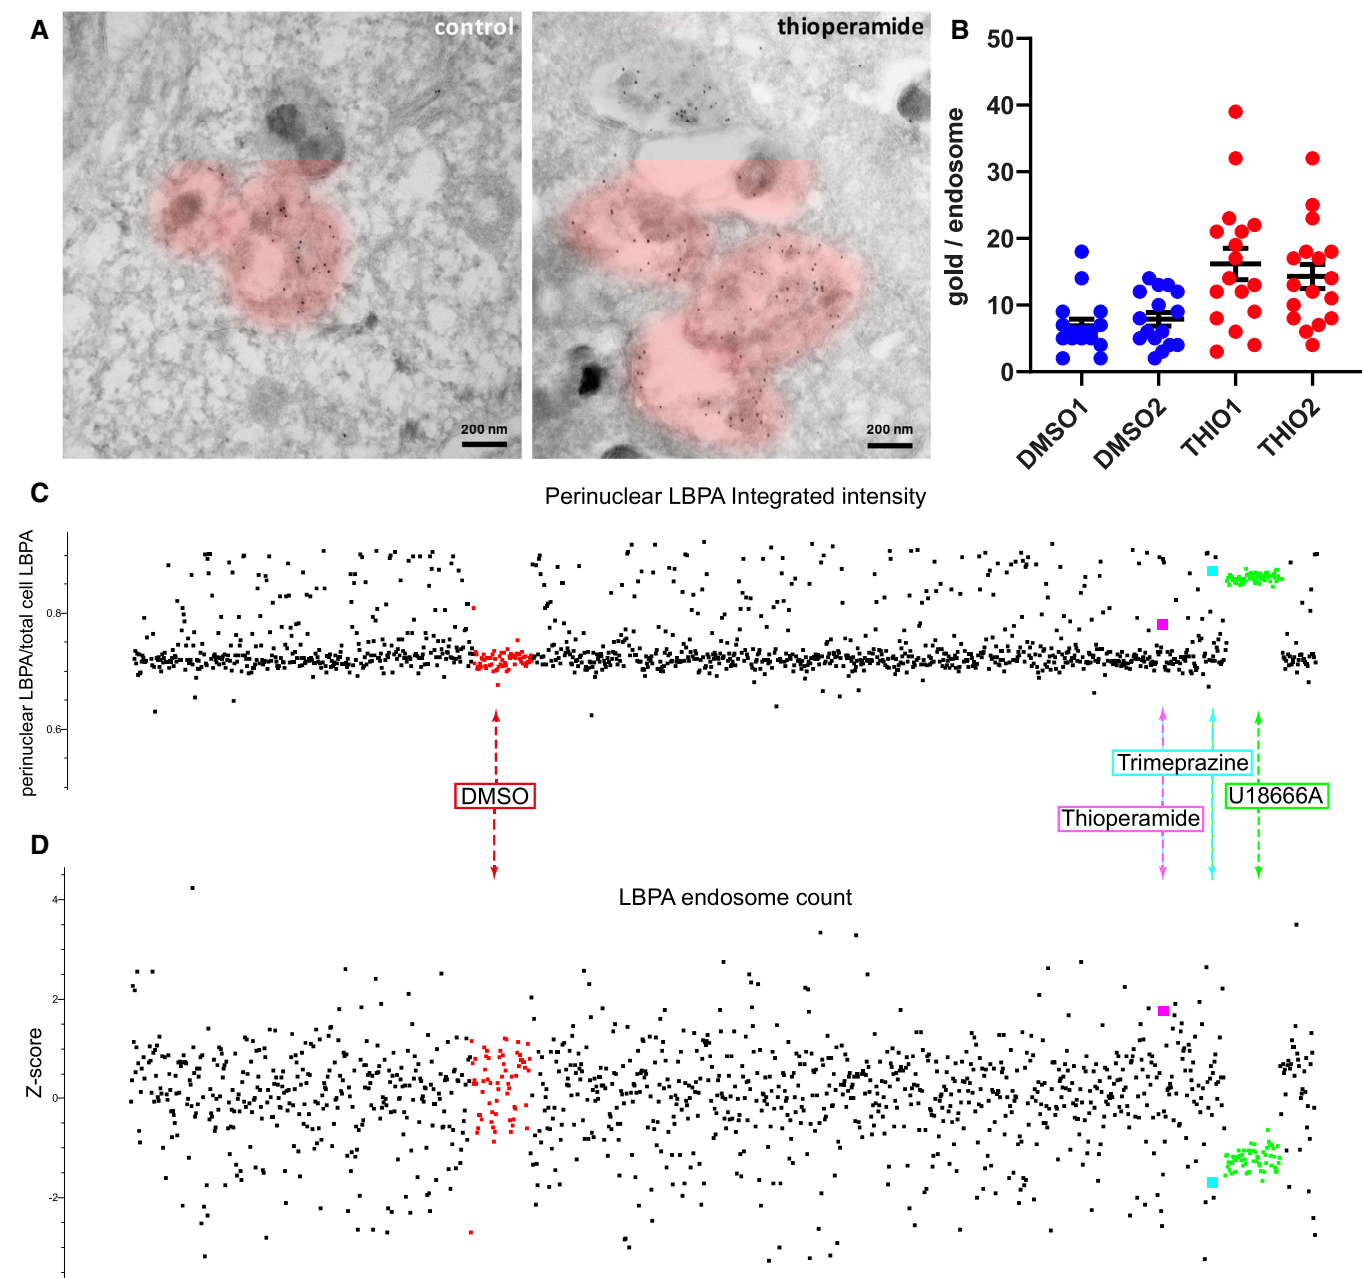 A
control
thioperamide
200 nm
200 nm
B
gold / endosome
50
40
30
20
10
0
DMSO1
DMSO2
THIO1
THIO2
C
Perinuclear LBPA Integrated intensity
perinuclear LBPA/total cell LBPA
0.8
0.6
DMSO
Trimeprazine
U18666A
Thioperamide
D
LBPA endosome count
Z-score
4
2
0
-2